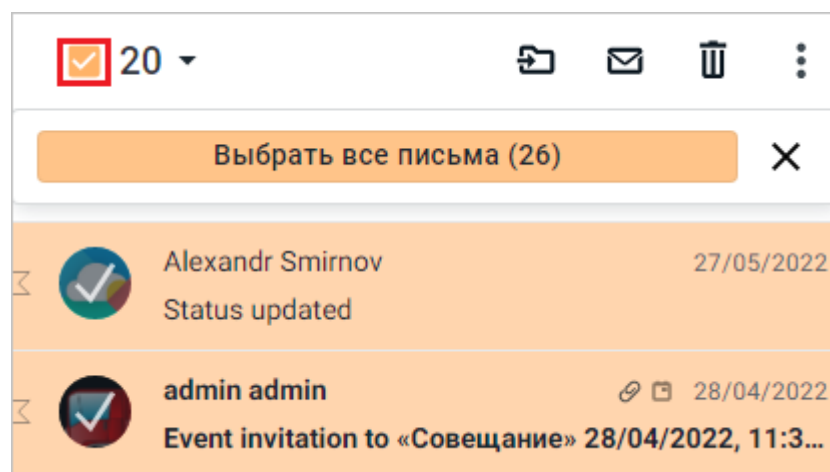 20
Выбрать все письма (26)
Alexandr Smirnov 27/05/2022
Status updated
admin admin 28/04/2022
Event invitation to «Совещание» 28/04/2022, 11:3...